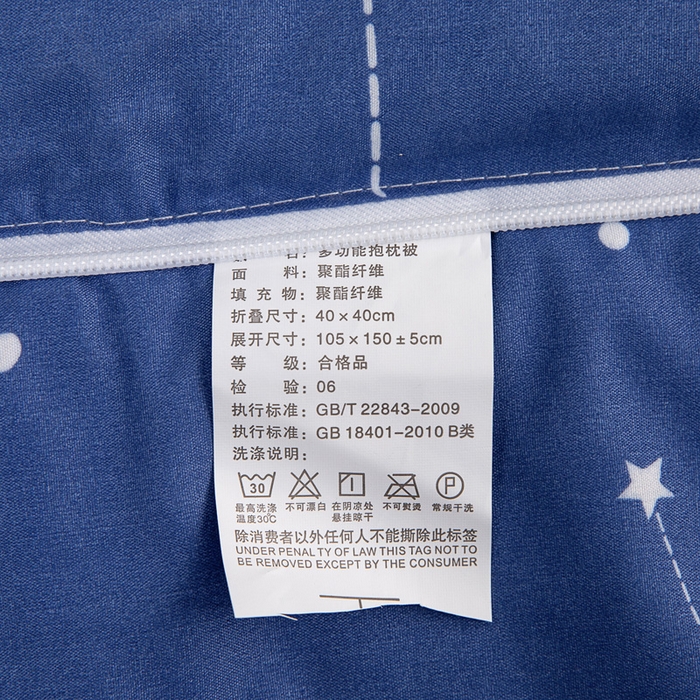 名：多功能抱枕被
面 料：聚酯纤维
填 充 物：聚酯纤维
折叠尺寸：40×40cm
展开尺寸：105×150±5cm
等 级：合格品
检 验：06
执行标准：GB/T 22843-2009
执行标准：GB 18401-2010 B类
洗涤说明：
30 P
最高洗涤 不可漂白 在阴凉处 不可熨烫 常规干洗
温度30℃ 悬挂晾干
除消费者以外任何人不能撕除此标签
UNDER PENALTY OF LAW THIS TAG NOT TO
BE REMOVED EXCEPT BY THE CONSUMER